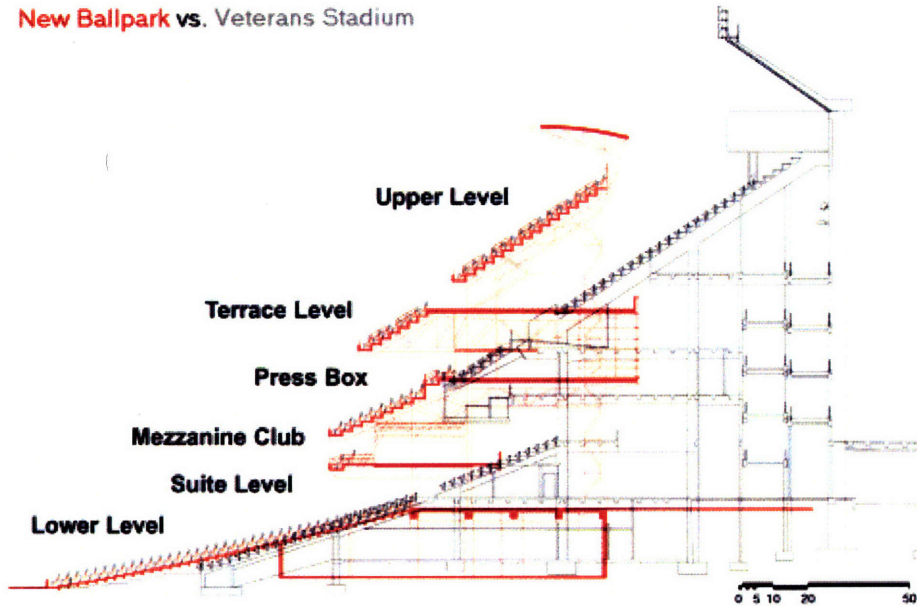 New Ballpark vs. Veterans Stadium
Upper Level
Terrace Level
Press Box
Mezzanine Club
Suite Level
Lower Level
0 5 10 20 50